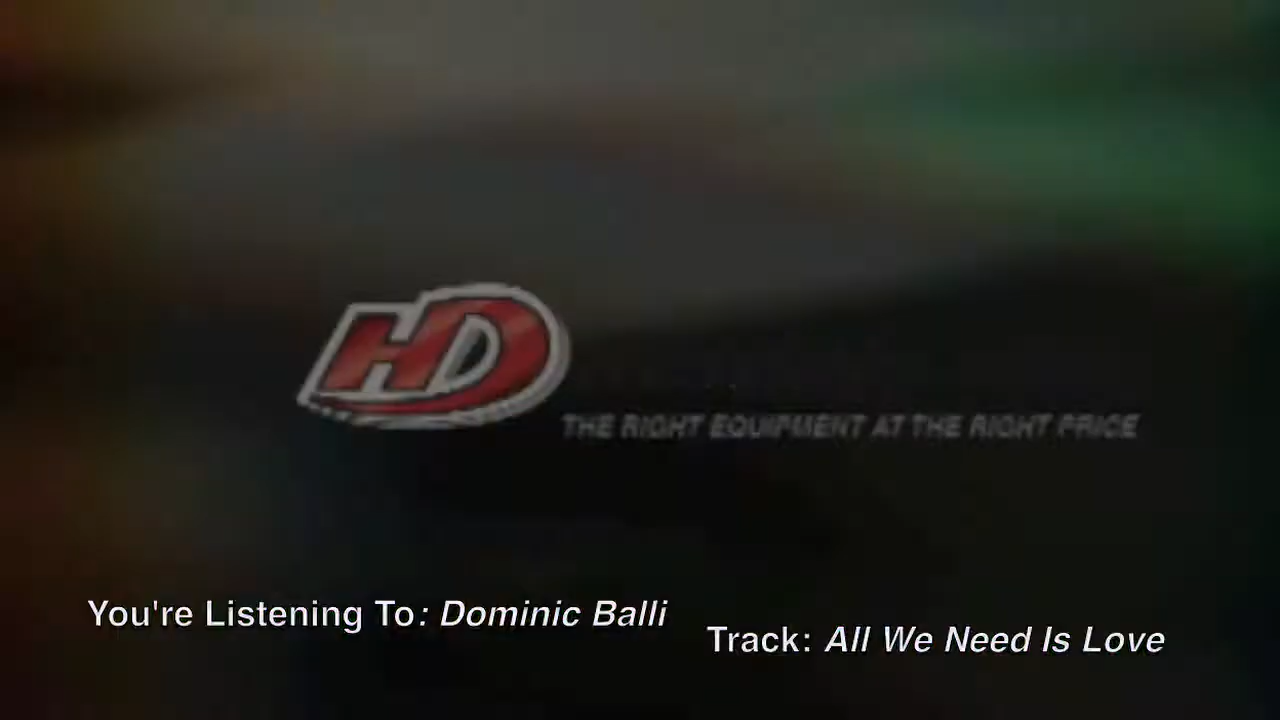 HD
THE RIGHT EQUIPMENT AT THE RIGHT PRICE
You're Listening To: Dominic Balli
Track: All We Need Is Love